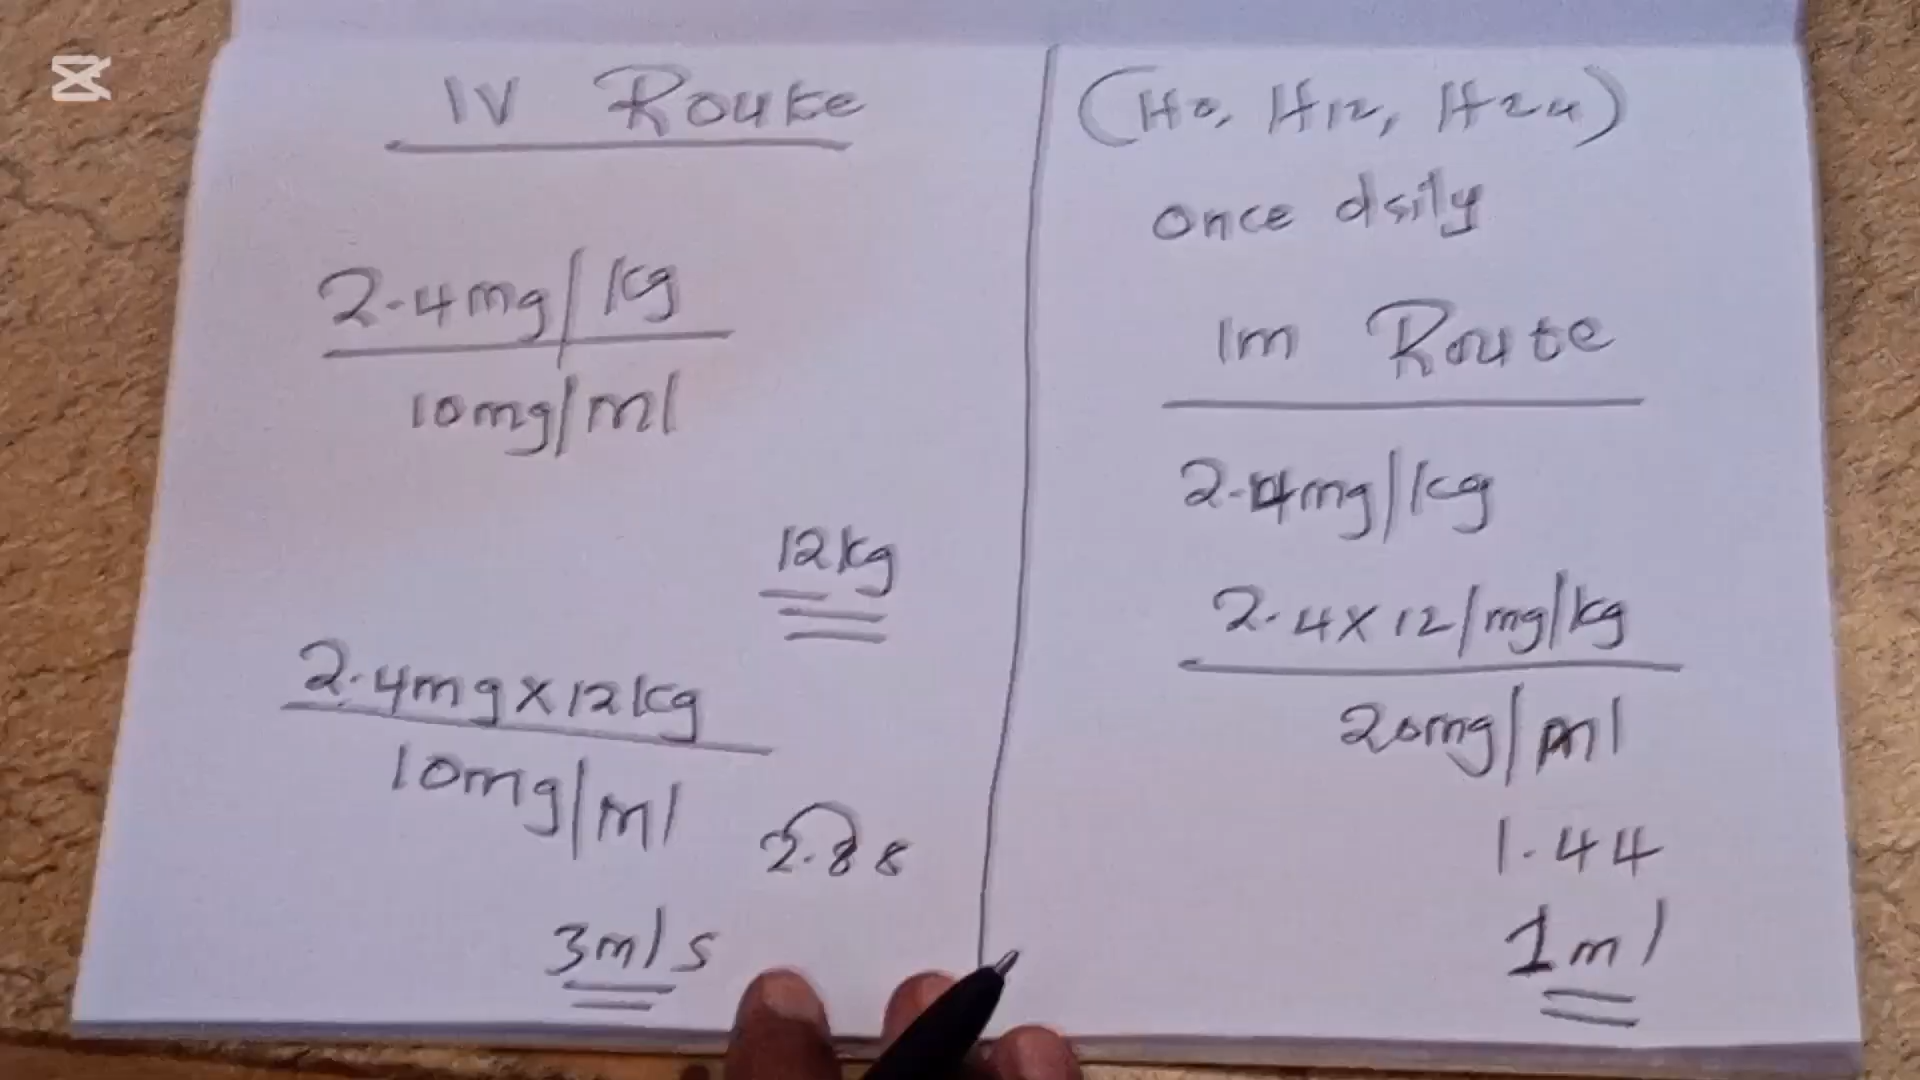 IV Route
2.4mg/kg
10mg/ml
12kg
2.4mg x 12kg
10mg/ml
2.88
3mls
(H0, H12, H24)
once dsily
Im Route
2.4mg/kg
2.4 x 12/mg/kg
20mg/ml
1.44
1ml